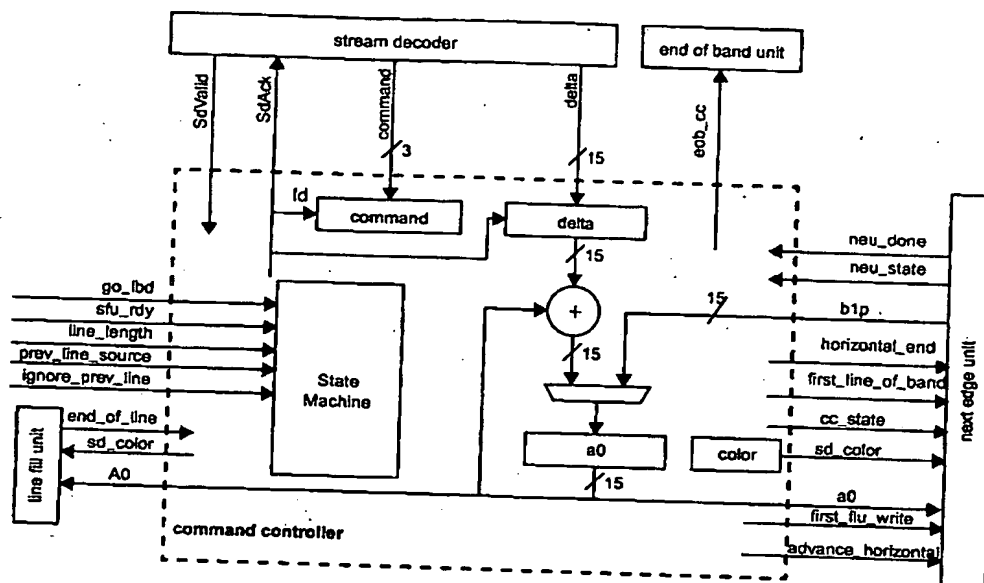 stream decoder
end of band unit
SdValid
SdAck
command
delta
eob_cc
3
15
ld
command
delta
15
neu_done
neu_state
go_lbd
sfu_rdy
line_length
prev_line_source
ignore_prev_line
State
Machine
+
15
b1p
15
horizontal_end
first_line_of_band
cc_state
next edge unit
end_of_line
sd_color
line fill unit
A0
a0
color
sd_color
15
a0
first_flu_write
advance_horizontal
command controller